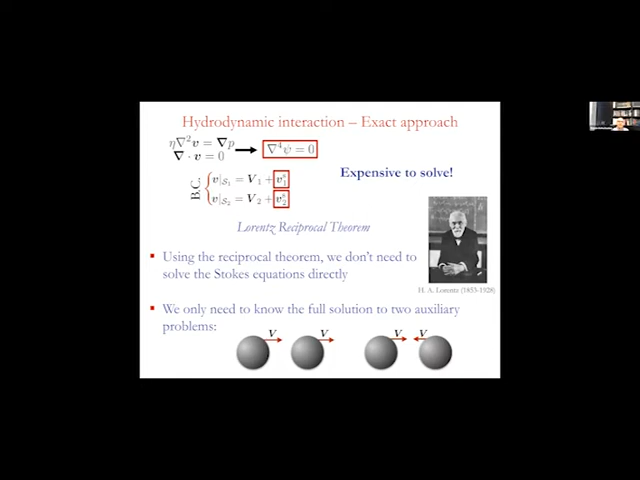 Hydrodynamic interaction – Exact approach
η∇²v = ∇p
∇ · v = 0
∇⁴ψ = 0
Expensive to solve!
B.C.
v|S₁ = V₁ + v₁ˢ
v|S₂ = V₂ + v₂ˢ
Lorentz Reciprocal Theorem
Using the reciprocal theorem, we don't need to
solve the Stokes equations directly
H. A. Lorentz (1853-1928)
We only need to know the full solution to two auxiliary
problems:
V V V V